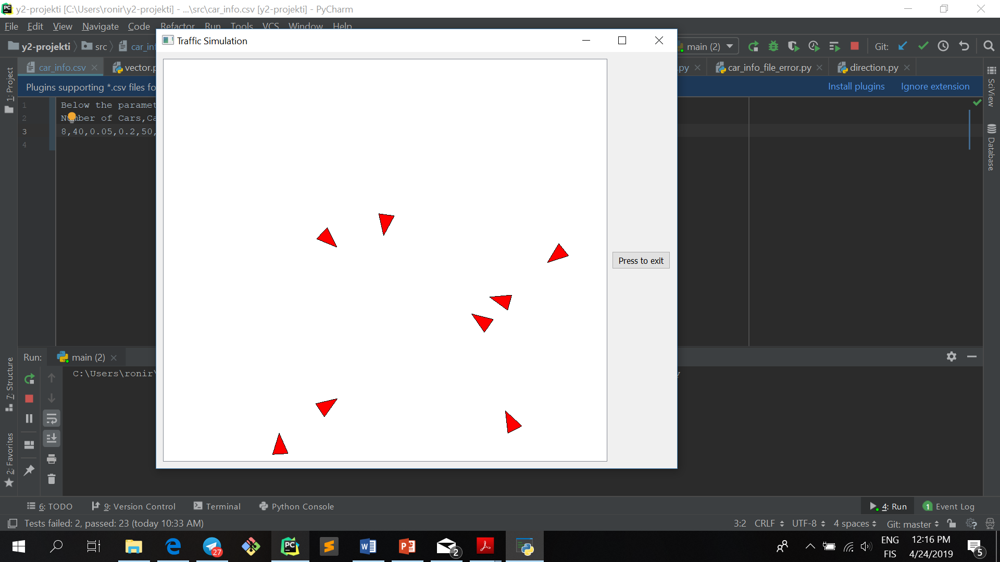 y2-projekti [C:\Users\ronir\y2-projekti] - ...\src\car_info.csv [y2-projekti] - PyCharm
File Edit View Navigate Code Refactor Run Tools VCS Window Help
Traffic Simulation
y2-projekti src car_inf
main (2) Git:
car_info.csv vector.p .py car_info_file_error.py direction.py
Plugins supporting *.csv files fo Install plugins Ignore extension
1 Below the paramet
2 Number of Cars,Ca
3 8,40,0.05,0.2,50,
4
1: Project
SciView
Database
Press to exit
Run: main (2)
C:\Users\ronir\ y
7: Structure
2: Favorites
6: TODO 9: Version Control Terminal Python Console 4: Run 1 Event Log
Tests failed: 2, passed: 23 (today 10:33 AM) 3:2 CRLF UTF-8 4 spaces Git: master
27 2 ENG 12:16 PM
FIS 4/24/2019 5